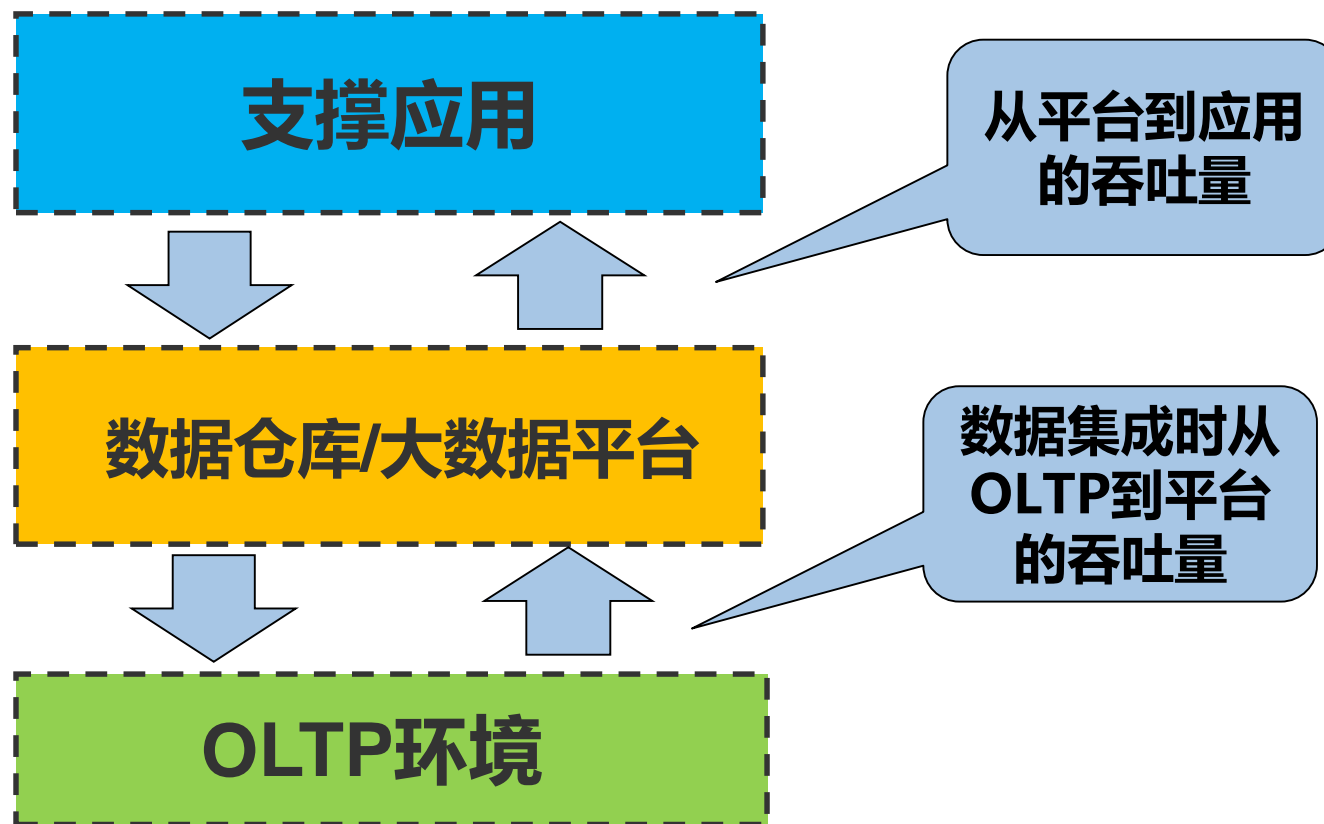 支撑应用
从平台到应用
的吞吐量
数据仓库/大数据平台
数据集成时从
OLTP到平台
的吞吐量
OLTP环境